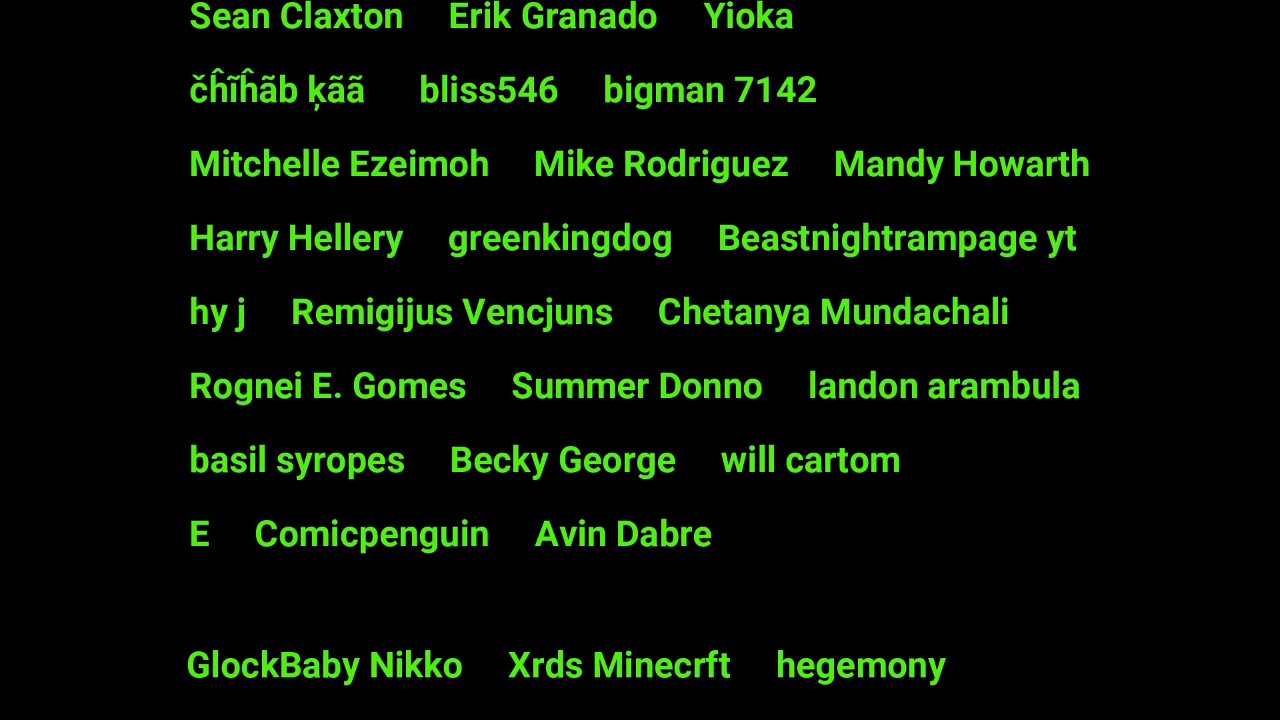 Sean Claxton Erik Granado Yioka
čĥĩĥãb ķãã bliss546 bigman 7142
Mitchelle Ezeimoh Mike Rodriguez Mandy Howarth
Harry Hellery greenkingdog Beastnightrampage yt
hy j Remigijus Vencjuns Chetanya Mundachali
Rognei E. Gomes Summer Donno landon arambula
basil syropes Becky George will cartom
E Comicpenguin Avin Dabre
GlockBaby Nikko Xrds Minecrft hegemony